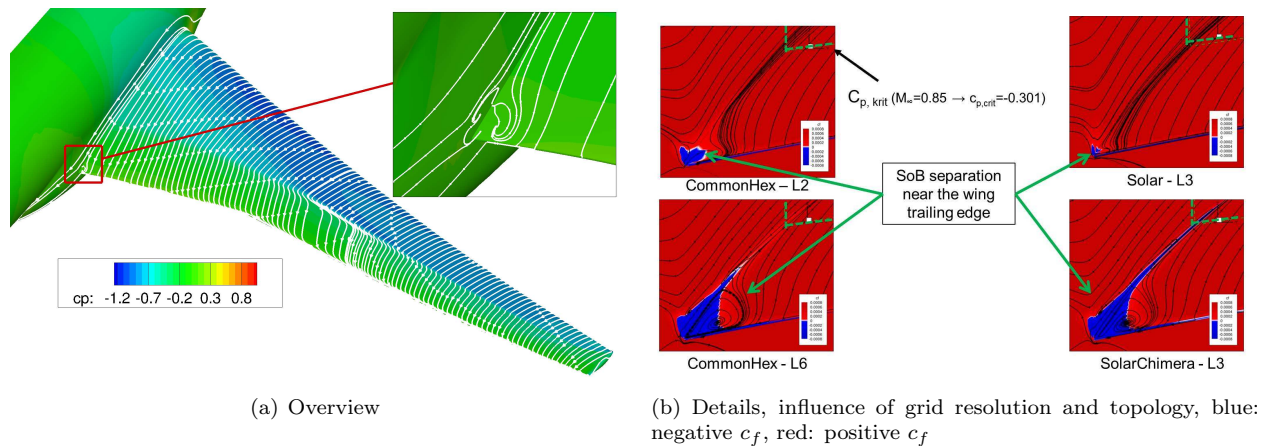 cp: -1.2 -0.7 -0.2 0.3 0.8
(a) Overview
C_p, krit (M∞=0.85 → c_p,crit=-0.301)
CommonHex – L2
Solar - L3
SoB separation
near the wing
trailing edge
CommonHex - L6
SolarChimera - L3
(b) Details, influence of grid resolution and topology, blue:
negative c_f, red: positive c_f